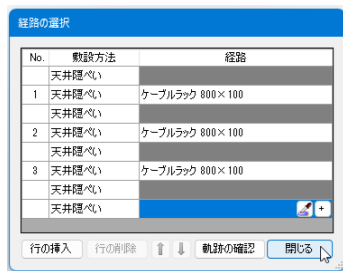 経路の選択
No. 敷設方法 経路
天井隠ぺい
1 天井隠ぺい ケーブルラック 800×100
天井隠ぺい
2 天井隠ぺい ケーブルラック 800×100
天井隠ぺい
3 天井隠ぺい ケーブルラック 800×100
天井隠ぺい
天井隠ぺい +
行の挿入 行の削除 軌跡の確認 閉じる